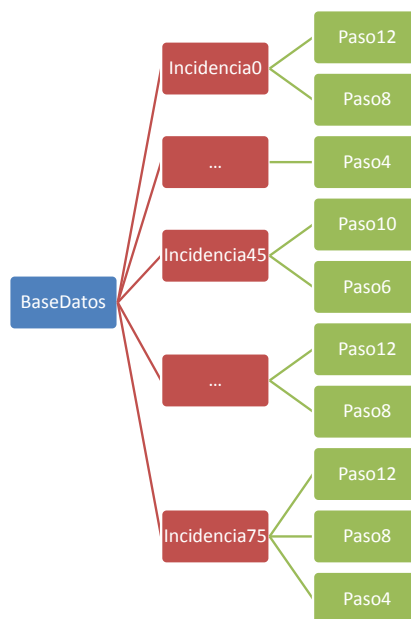 BaseDatos
Incidencia0
Paso12
Paso8
...
Paso4
Incidencia45
Paso10
Paso6
...
Paso12
Paso8
Incidencia75
Paso12
Paso8
Paso4